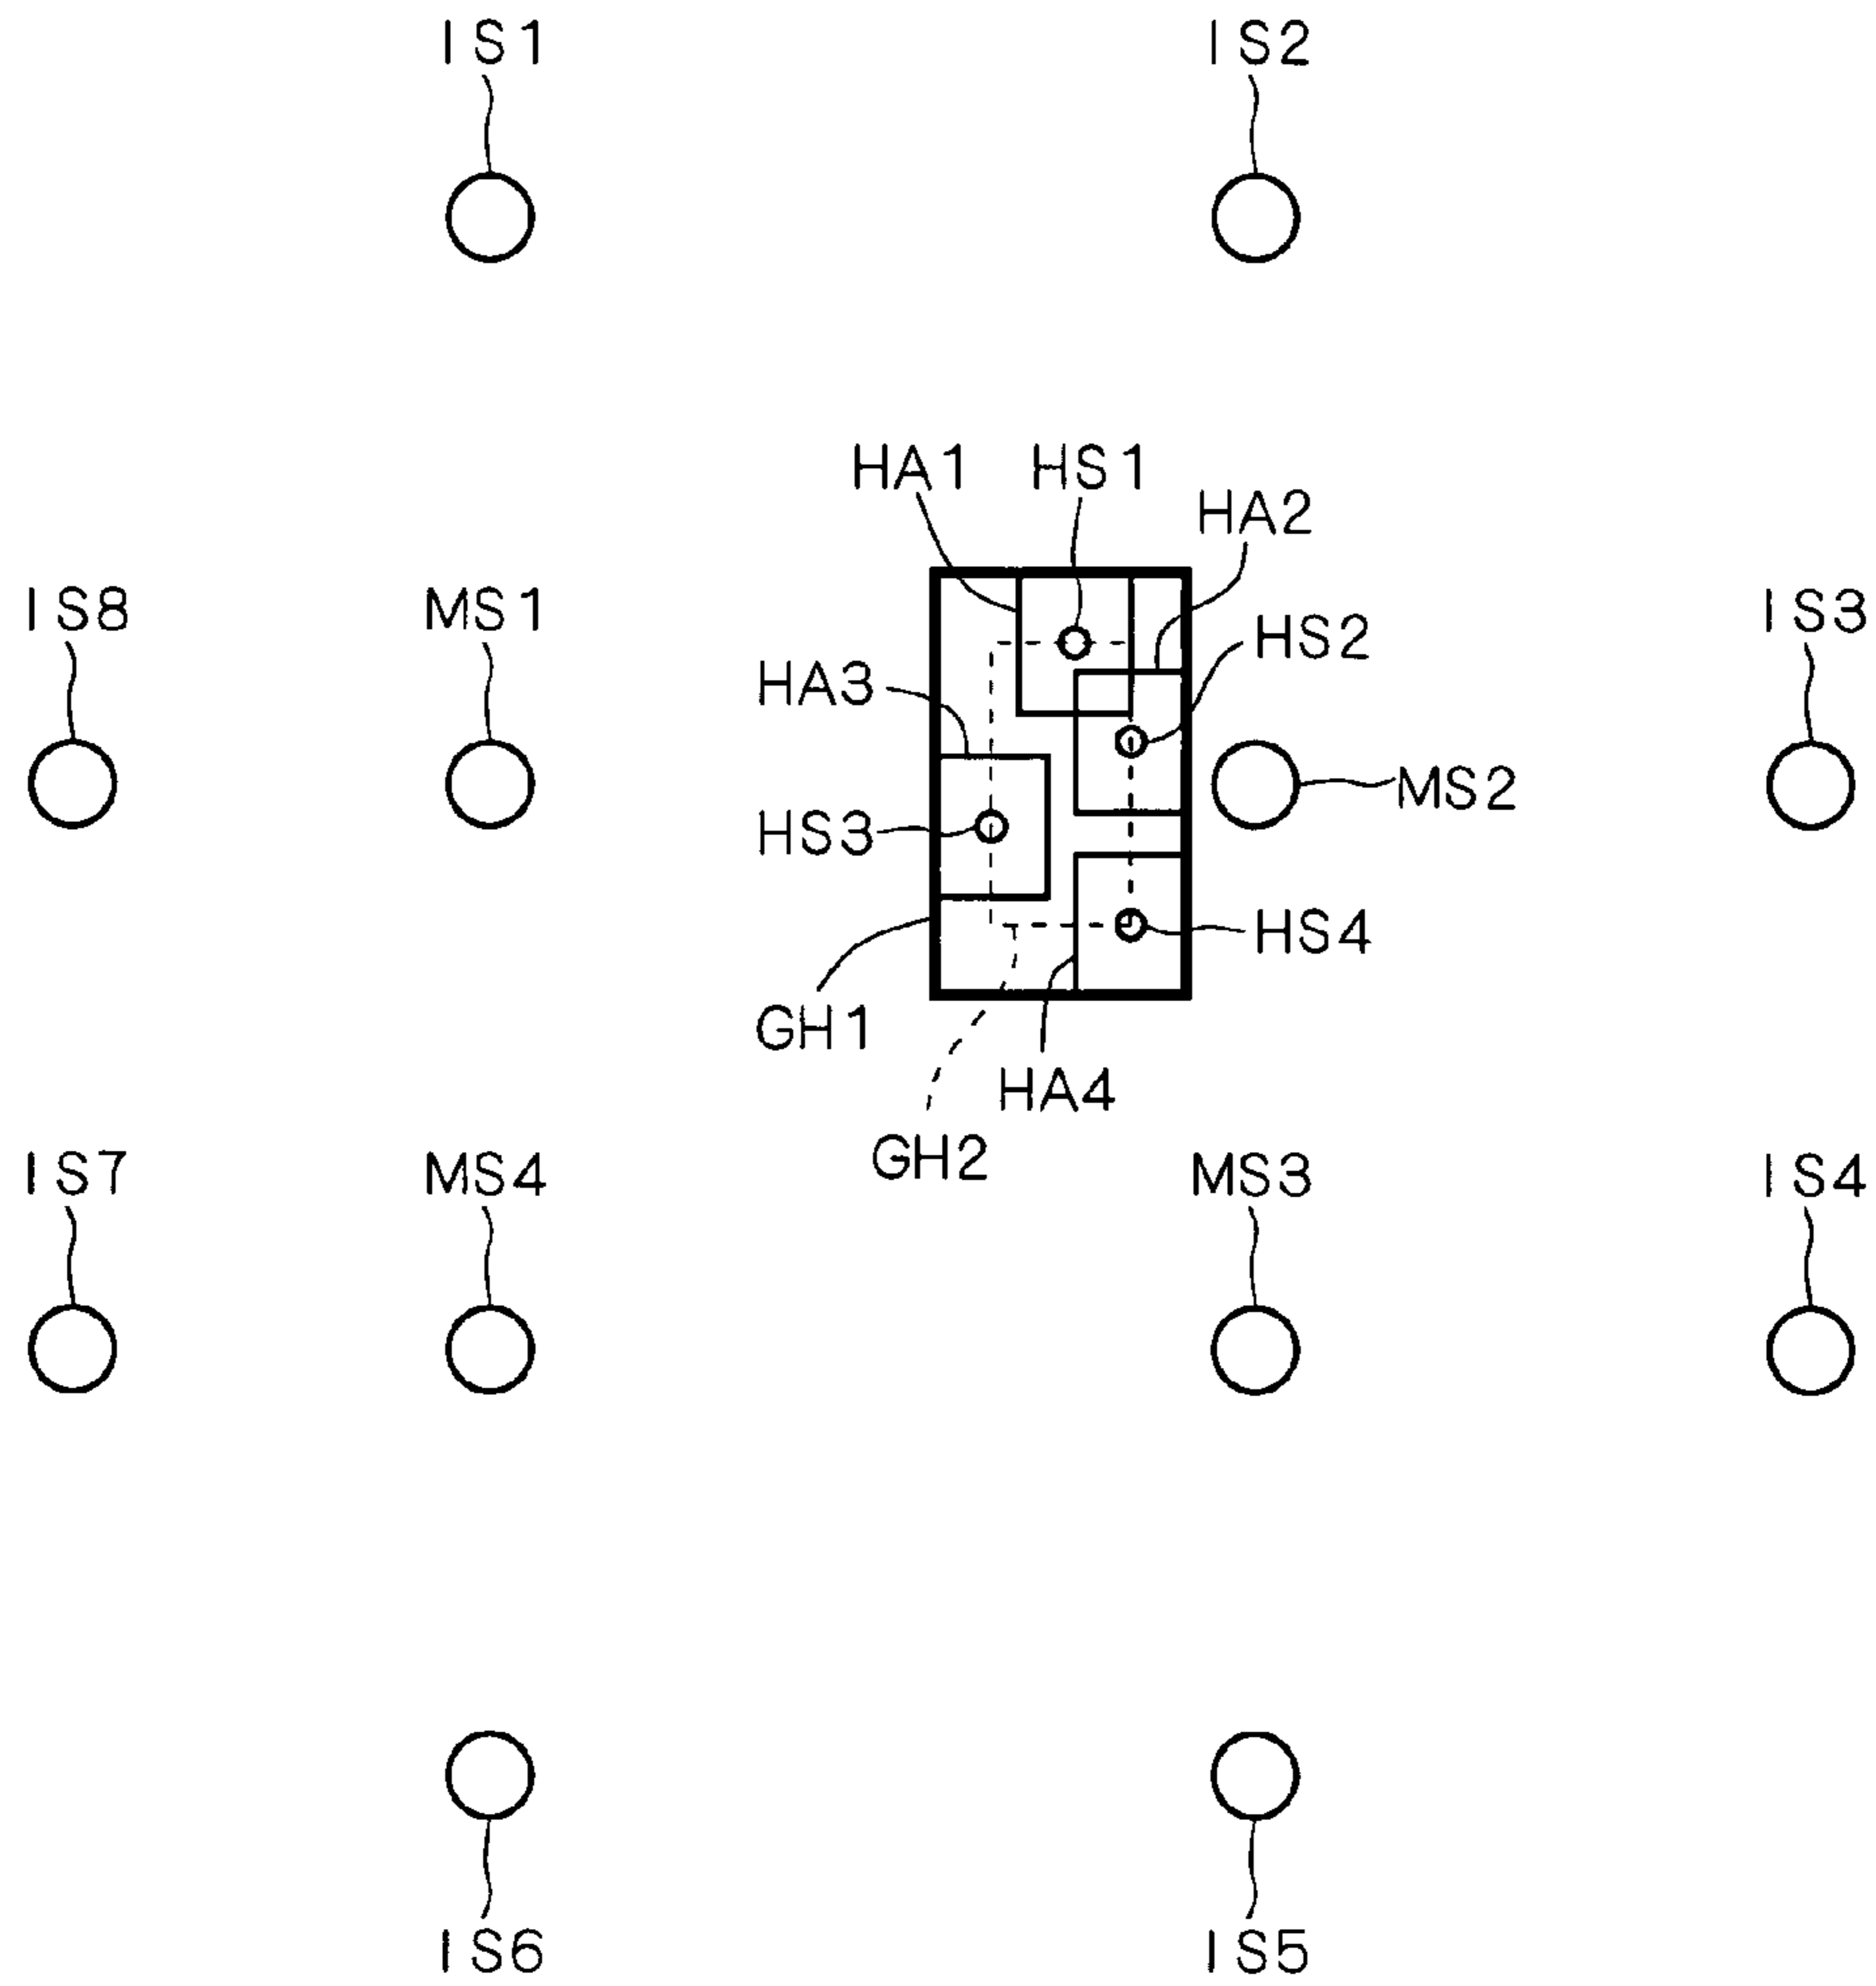 IS1 IS2
HA1 HS1
HA2
IS8 MS1 HS2 IS3
HA3
MS2
HS3
HS4
GH1
HA4
GH2
IS7 MS4 MS3 IS4
IS6 IS5